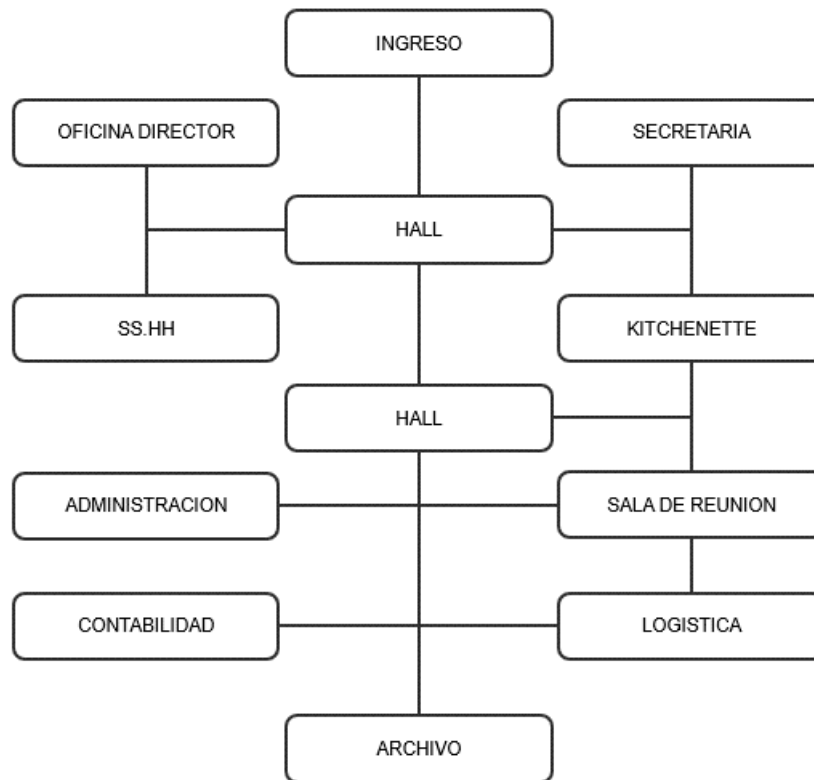 INGRESO
OFICINA DIRECTOR
SECRETARIA
HALL
SS.HH
KITCHENETTE
HALL
ADMINISTRACION
SALA DE REUNION
CONTABILIDAD
LOGISTICA
ARCHIVO